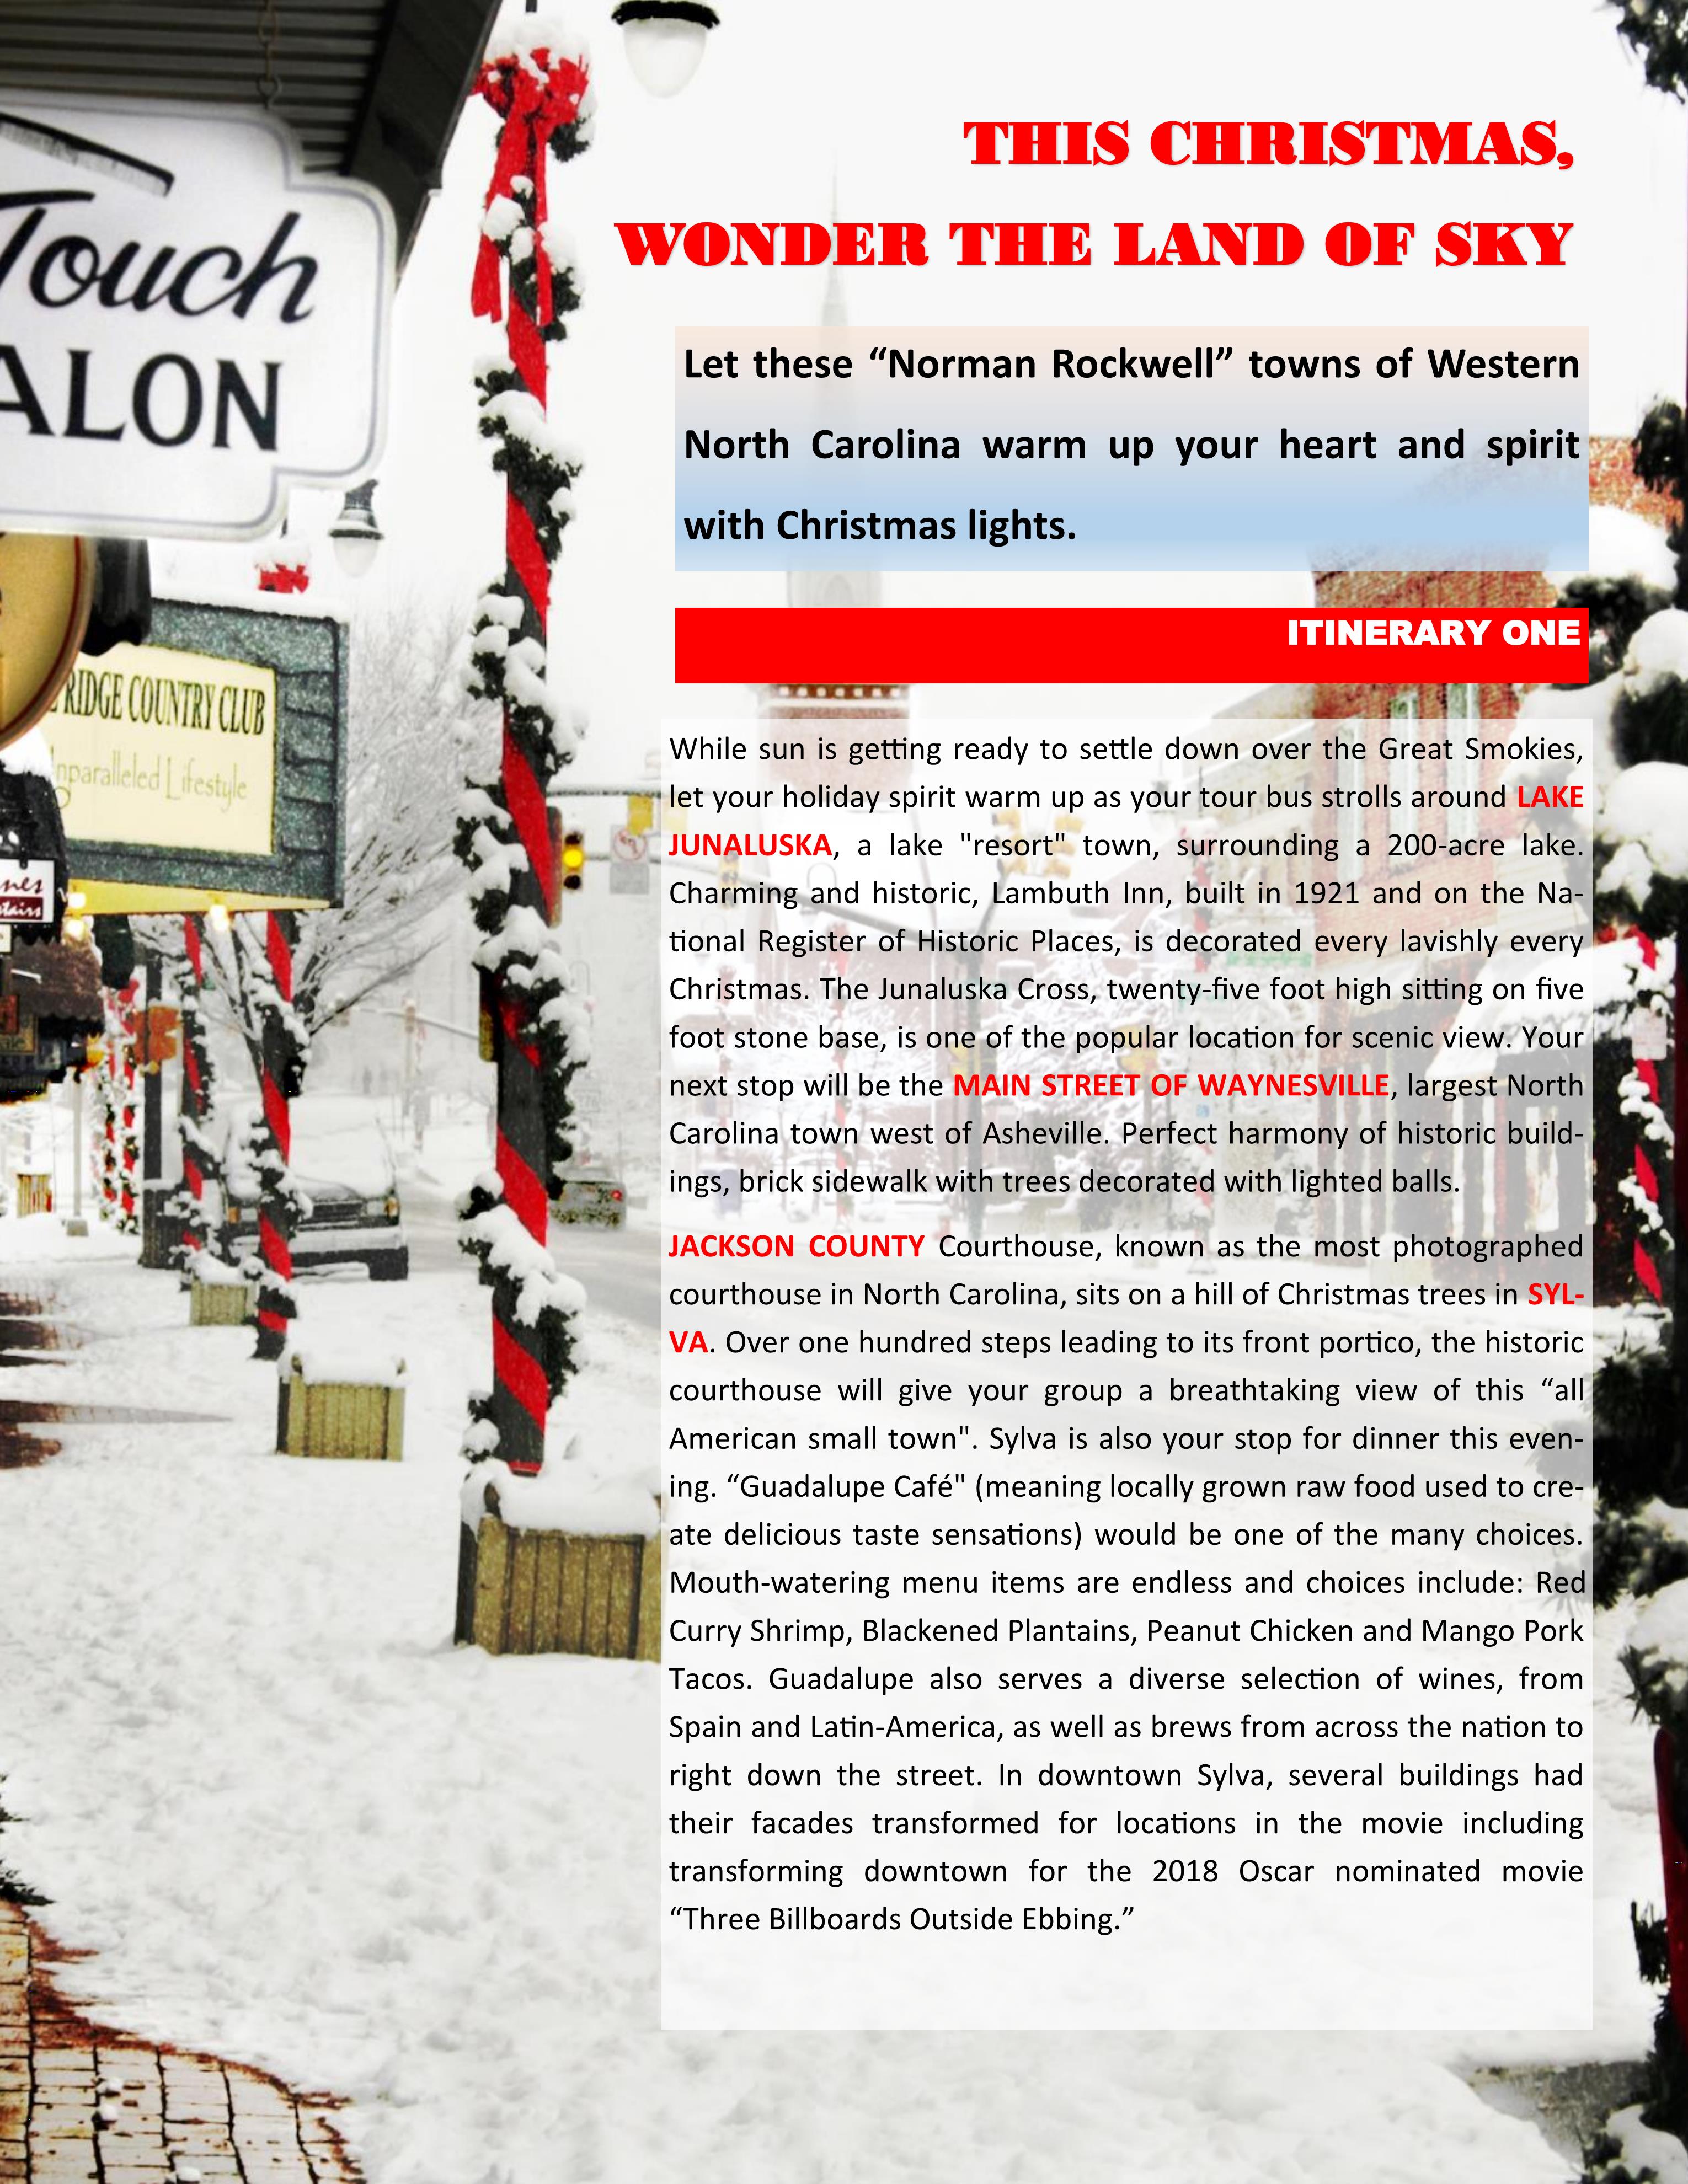 Touch
ALON
RIDGE COUNTRY CLUB
nparalleled Lifestyle
THIS CHRISTMAS,
WONDER THE LAND OF SKY
Let these “Norman Rockwell” towns of Western
North Carolina warm up your heart and spirit
with Christmas lights.
ITINERARY ONE
While sun is getting ready to settle down over the Great Smokies,
let your holiday spirit warm up as your tour bus strolls around LAKE
JUNALUSKA, a lake "resort" town, surrounding a 200-acre lake.
Charming and historic, Lambuth Inn, built in 1921 and on the Na-
tional Register of Historic Places, is decorated every lavishly every
Christmas. The Junaluska Cross, twenty-five foot high sitting on five
foot stone base, is one of the popular location for scenic view. Your
next stop will be the MAIN STREET OF WAYNESVILLE, largest North
Carolina town west of Asheville. Perfect harmony of historic build-
ings, brick sidewalk with trees decorated with lighted balls.
JACKSON COUNTY Courthouse, known as the most photographed
courthouse in North Carolina, sits on a hill of Christmas trees in SYL-
VA. Over one hundred steps leading to its front portico, the historic
courthouse will give your group a breathtaking view of this “all
American small town". Sylva is also your stop for dinner this even-
ing. “Guadalupe Café" (meaning locally grown raw food used to cre-
ate delicious taste sensations) would be one of the many choices.
Mouth-watering menu items are endless and choices include: Red
Curry Shrimp, Blackened Plantains, Peanut Chicken and Mango Pork
Tacos. Guadalupe also serves a diverse selection of wines, from
Spain and Latin-America, as well as brews from across the nation to
right down the street. In downtown Sylva, several buildings had
their facades transformed for locations in the movie including
transforming downtown for the 2018 Oscar nominated movie
“Three Billboards Outside Ebbing.”